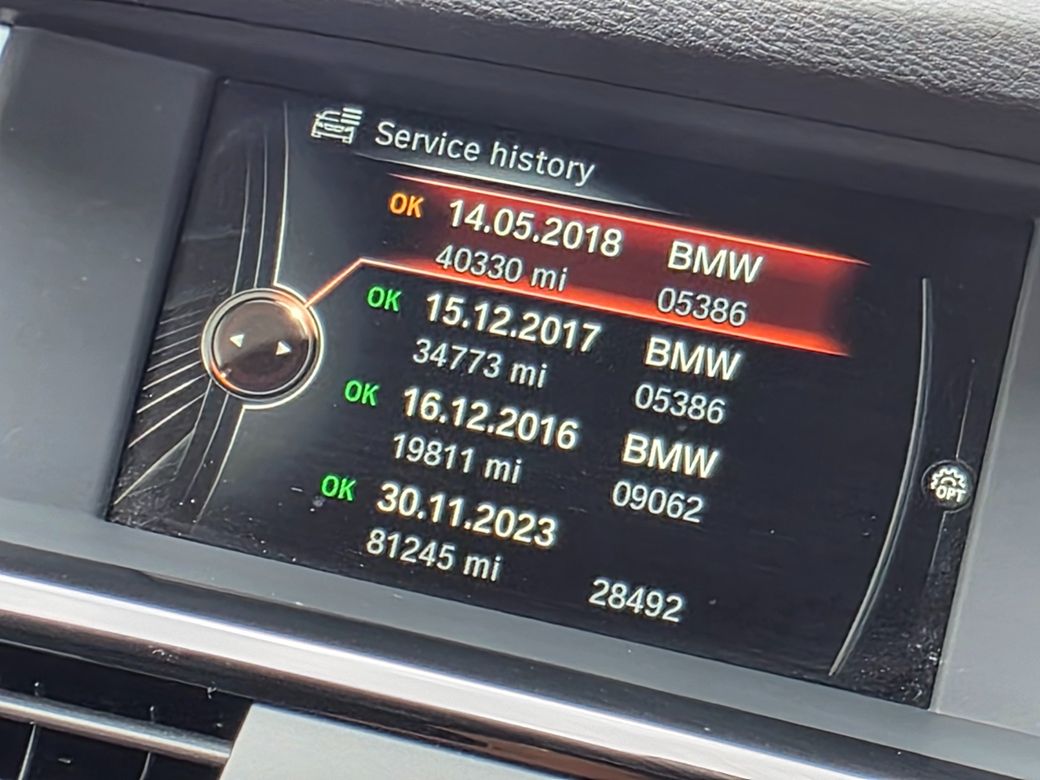 Service history
OK 14.05.2018 BMW
40330 mi 05386
OK 15.12.2017 BMW
34773 mi 05386
OK 16.12.2016 BMW
19811 mi 09062
OK 30.11.2023
81245 mi 28492
OPT